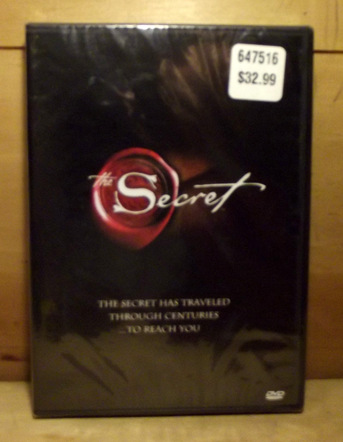 647516
$32.99
the Secret
THE SECRET HAS TRAVELED
THROUGH CENTURIES
...TO REACH YOU
DVD